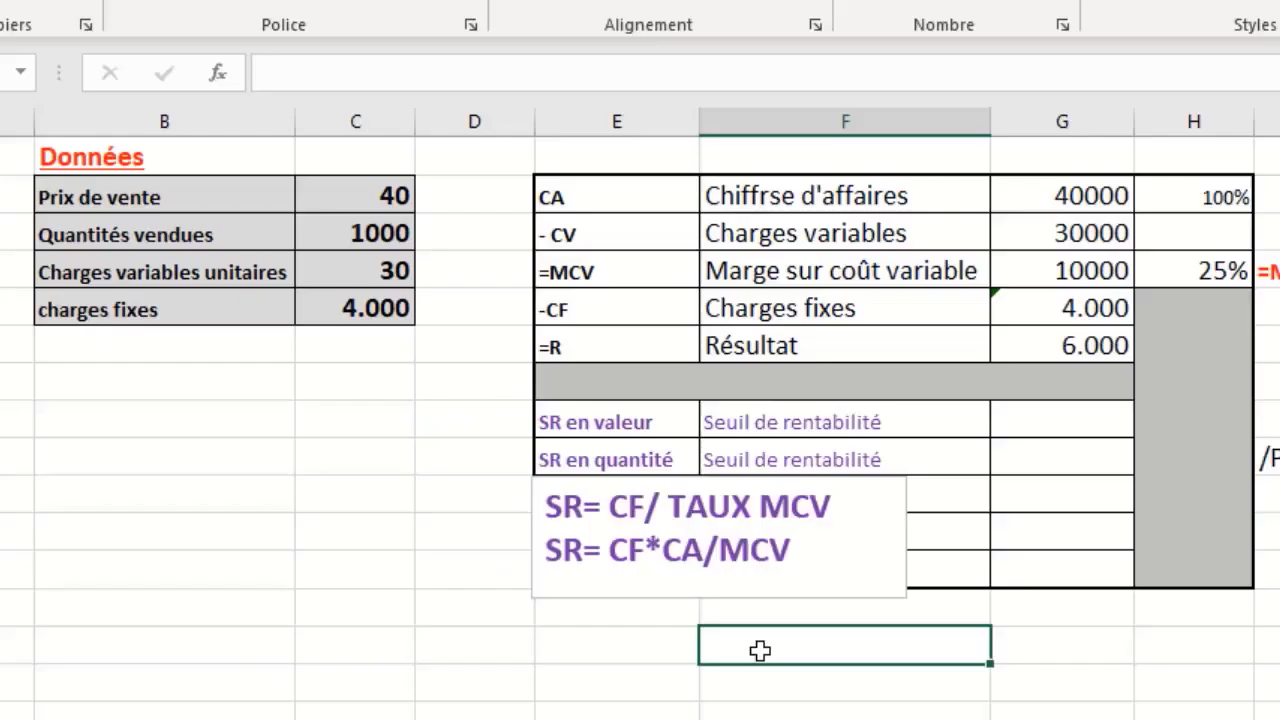 piers Police Alignement Nombre Styles
fx
B C D E F G H
Données
Prix de vente 40
Quantités vendues 1000
Charges variables unitaires 30
charges fixes 4.000
CA Chiffrse d'affaires 40000 100%
- CV Charges variables 30000
=MCV Marge sur coût variable 10000 25% =M
-CF Charges fixes 4.000
=R Résultat 6.000
SR en valeur Seuil de rentabilité
SR en quantité Seuil de rentabilité /P
SR= CF/ TAUX MCV
SR= CF*CA/MCV